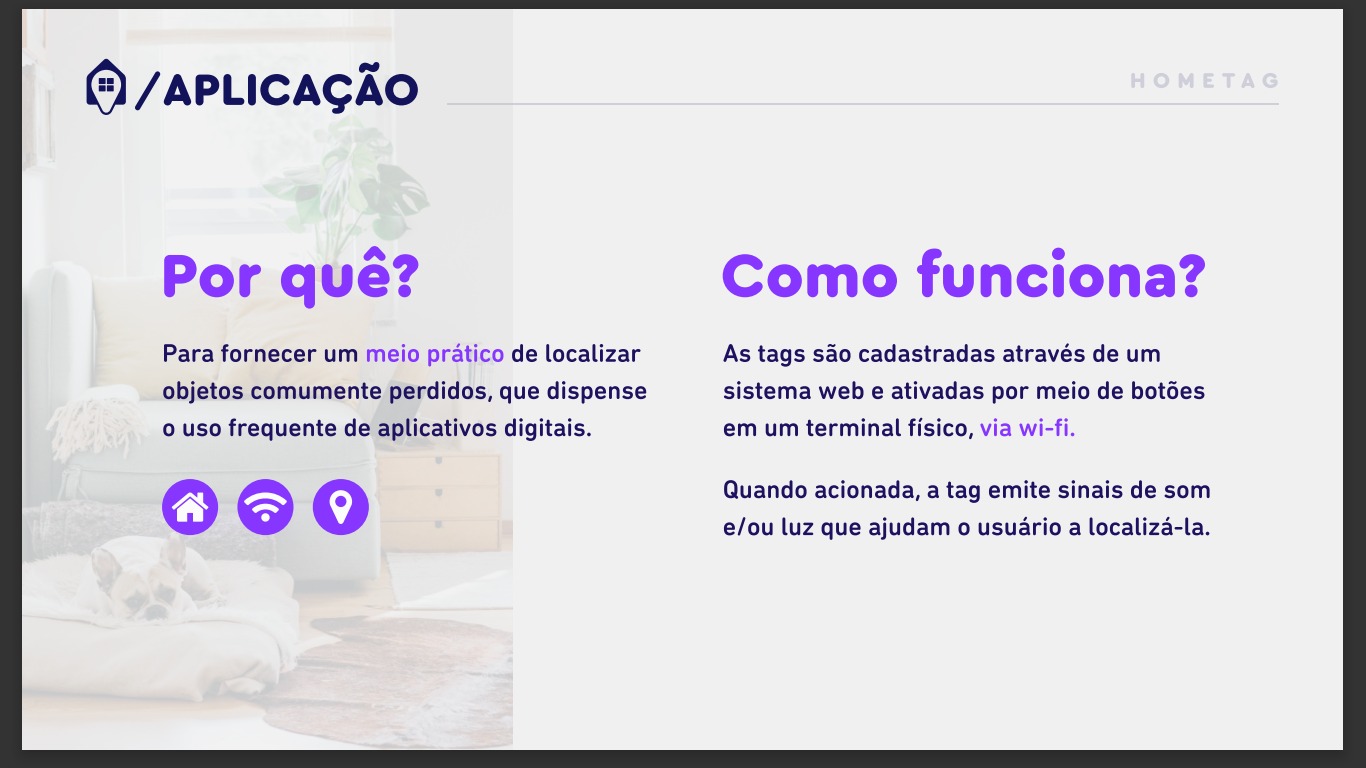 /APLICAÇÃO
HOMETAG
Por quê?
Para fornecer um meio prático de localizar
objetos comumente perdidos, que dispense
o uso frequente de aplicativos digitais.
Como funciona?
As tags são cadastradas através de um
sistema web e ativadas por meio de botões
em um terminal físico, via wi-fi.
Quando acionada, a tag emite sinais de som
e/ou luz que ajudam o usuário a localizá-la.